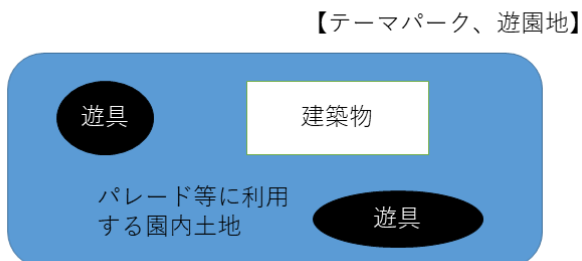 【テーマパーク、遊園地】
遊具
建築物
パレード等に利用
する園内土地
遊具